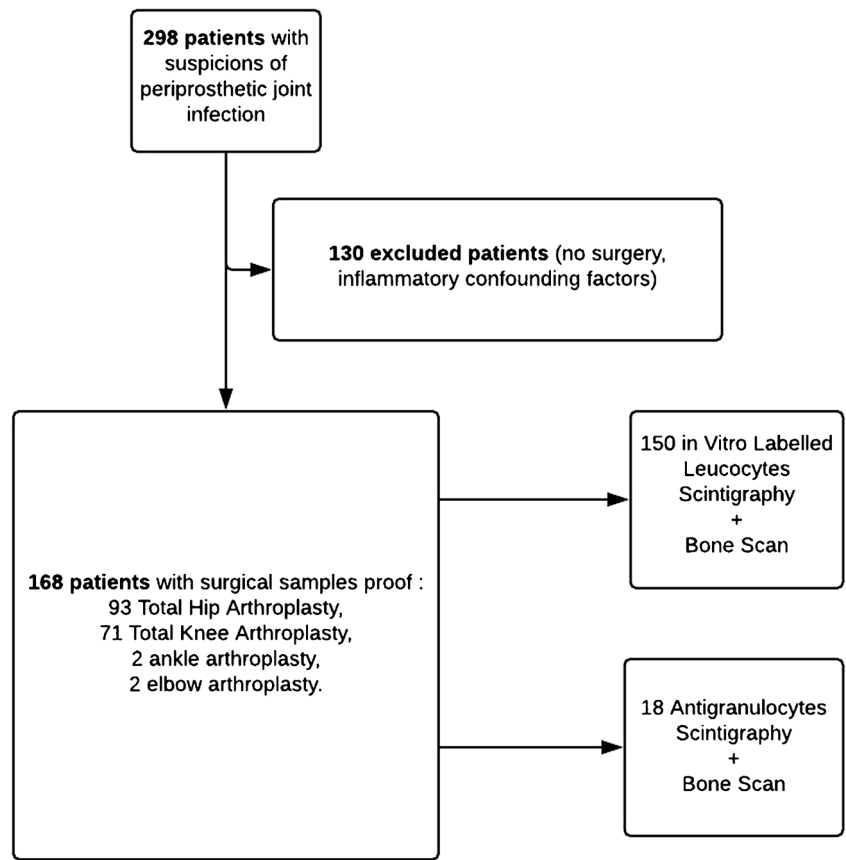 298 patients with
suspicions of
periprosthetic joint
infection
130 excluded patients (no surgery,
inflammatory confounding factors)
168 patients with surgical samples proof :
93 Total Hip Arthroplasty,
71 Total Knee Arthroplasty,
2 ankle arthroplasty,
2 elbow arthroplasty.
150 in Vitro Labelled
Leucocytes
Scintigraphy
+
Bone Scan
18 Antigranulocytes
Scintigraphy
+
Bone Scan